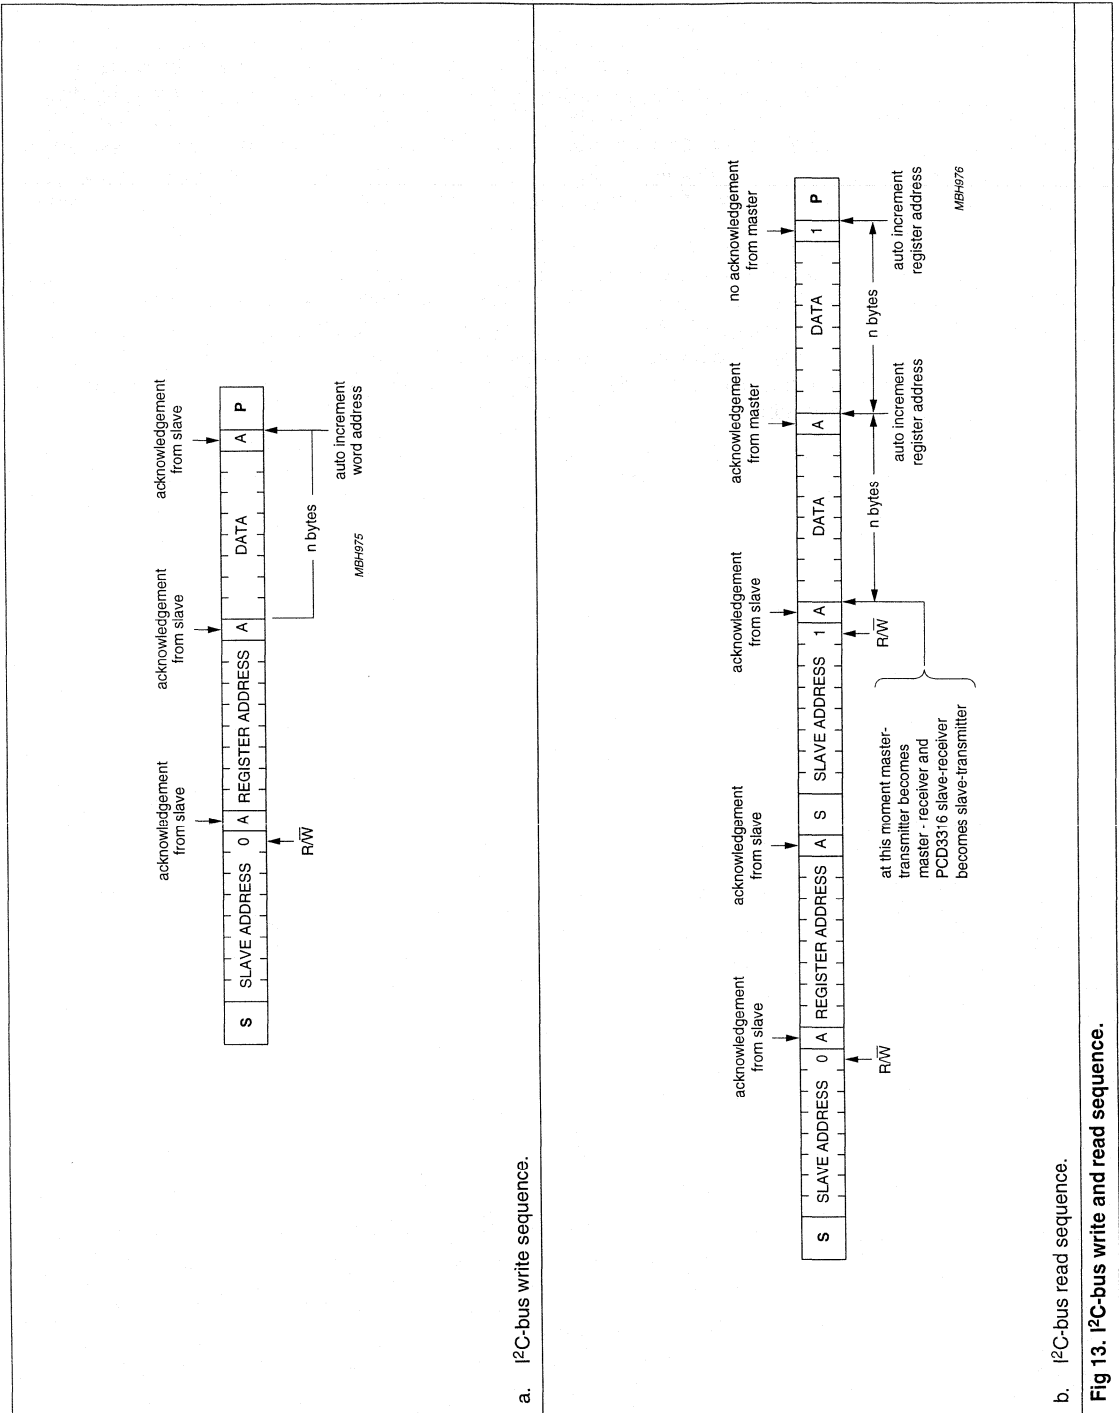 acknowledgement
from slave
acknowledgement
from slave
acknowledgement
from slave
S SLAVE ADDRESS 0 A REGISTER ADDRESS A DATA A P
R/W̅
n bytes
auto increment
word address
MBH975
a. I²C-bus write sequence.
acknowledgement
from slave
acknowledgement
from slave
acknowledgement
from slave
acknowledgement
from master
no acknowledgement
from master
S SLAVE ADDRESS 0 A REGISTER ADDRESS A S SLAVE ADDRESS 1 A DATA A DATA 1 P
R/W̅
R/W̅
n bytes
n bytes
at this moment master-
transmitter becomes
master - receiver and
PCD3316 slave-receiver
becomes slave-transmitter
auto increment
register address
auto increment
register address
MBH976
b. I²C-bus read sequence.
Fig 13. I²C-bus write and read sequence.